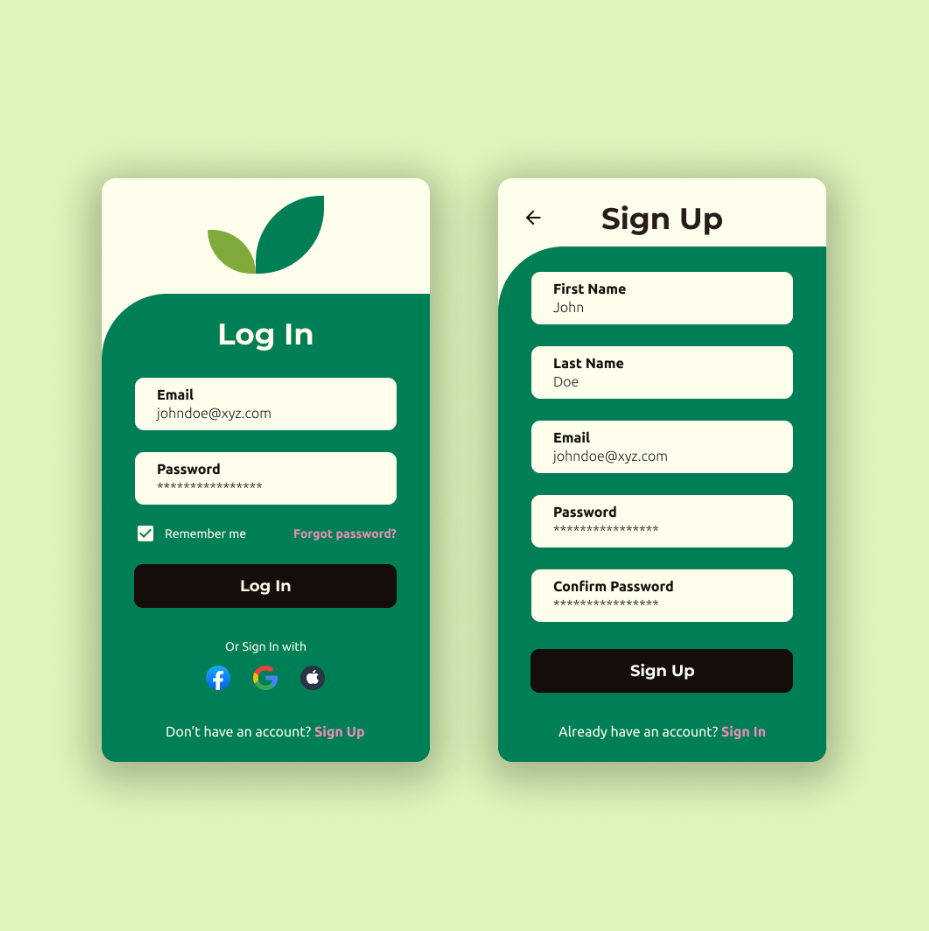 Log In
Email
johndoe@xyz.com
Password
****************
Remember me
Forgot password?
Log In
Or Sign In with
Don’t have an account? Sign Up
Sign Up
First Name
John
Last Name
Doe
Email
johndoe@xyz.com
Password
****************
Confirm Password
****************
Sign Up
Already have an account? Sign In